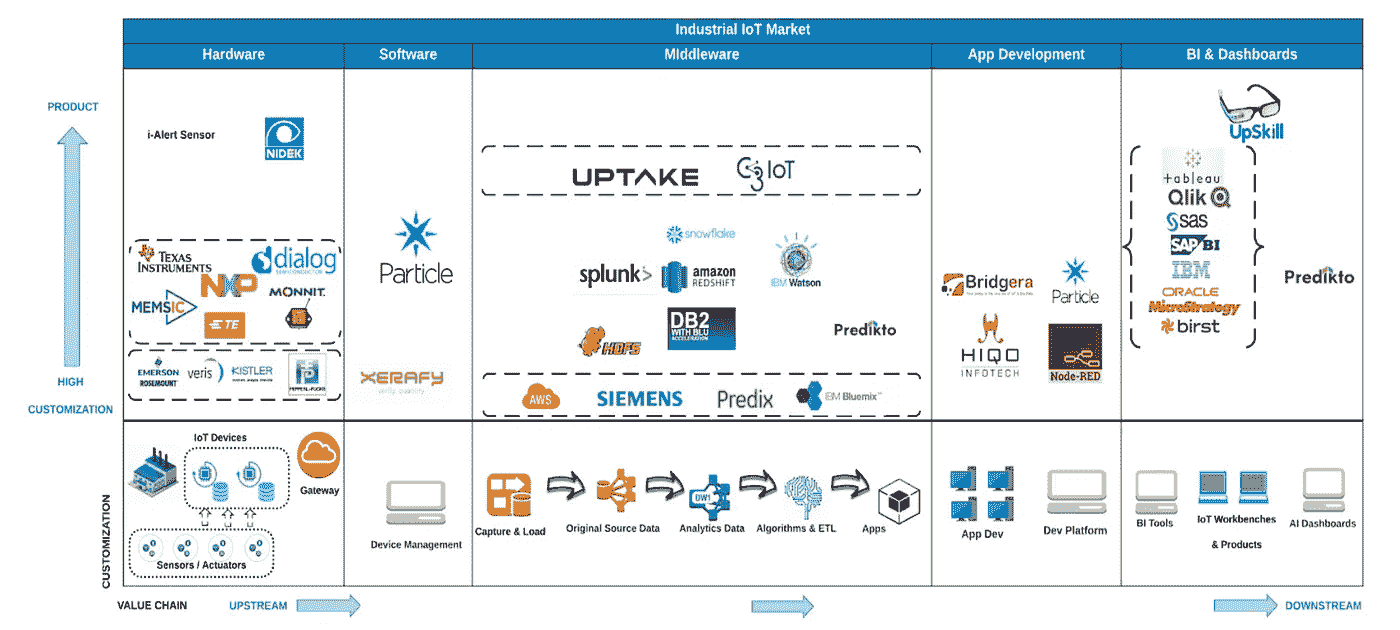 Industrial IoT Market
Hardware
Software
MIddleware
App Development
BI & Dashboards
PRODUCT
HIGH
CUSTOMIZATION
i-Alert Sensor
NIDEK
TEXAS
INSTRUMENTS
dialog
SEMICONDUCTOR
NXP
MEMSIC
MONNIT
TE
EMERSON
ROSEMOUNT
veris
KISTLER
PEPPERL+FUCHS
Particle
XERAFY
UPTAKE
C3 IoT
snowflake
splunk>
amazon
REDSHIFT
IBM Watson
HDFS
DB2
WITH BLU
ACCELERATION
Predikto
AWS
SIEMENS
Predix
IBM Bluemix™
Bridgera
Particle
HIQO
INFOTECH
Node-RED
UpSkill
+ableau
Qlik
sas
SAP BI
IBM
ORACLE
MicroStrategy
birst
Predikto
CUSTOMIZATION
IoT Devices
Gateway
Sensors / Actuators
Device Management
Capture & Load
Original Source Data
DW1
Analytics Data
Algorithms & ETL
Apps
App Dev
Dev Platform
BI Tools
IoT Workbenches
& Products
AI Dashboards
VALUE CHAIN
UPSTREAM
DOWNSTREAM